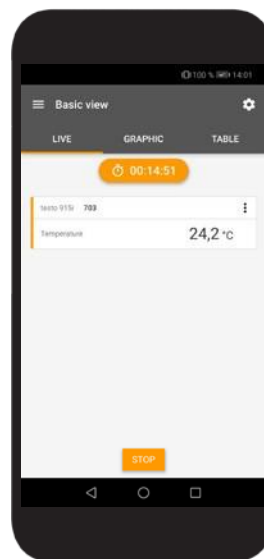 100 % 14:01
Basic view
LIVE GRAPHIC TABLE
00:14:51
testo 915i 703
Temperature 24,2 °C
STOP